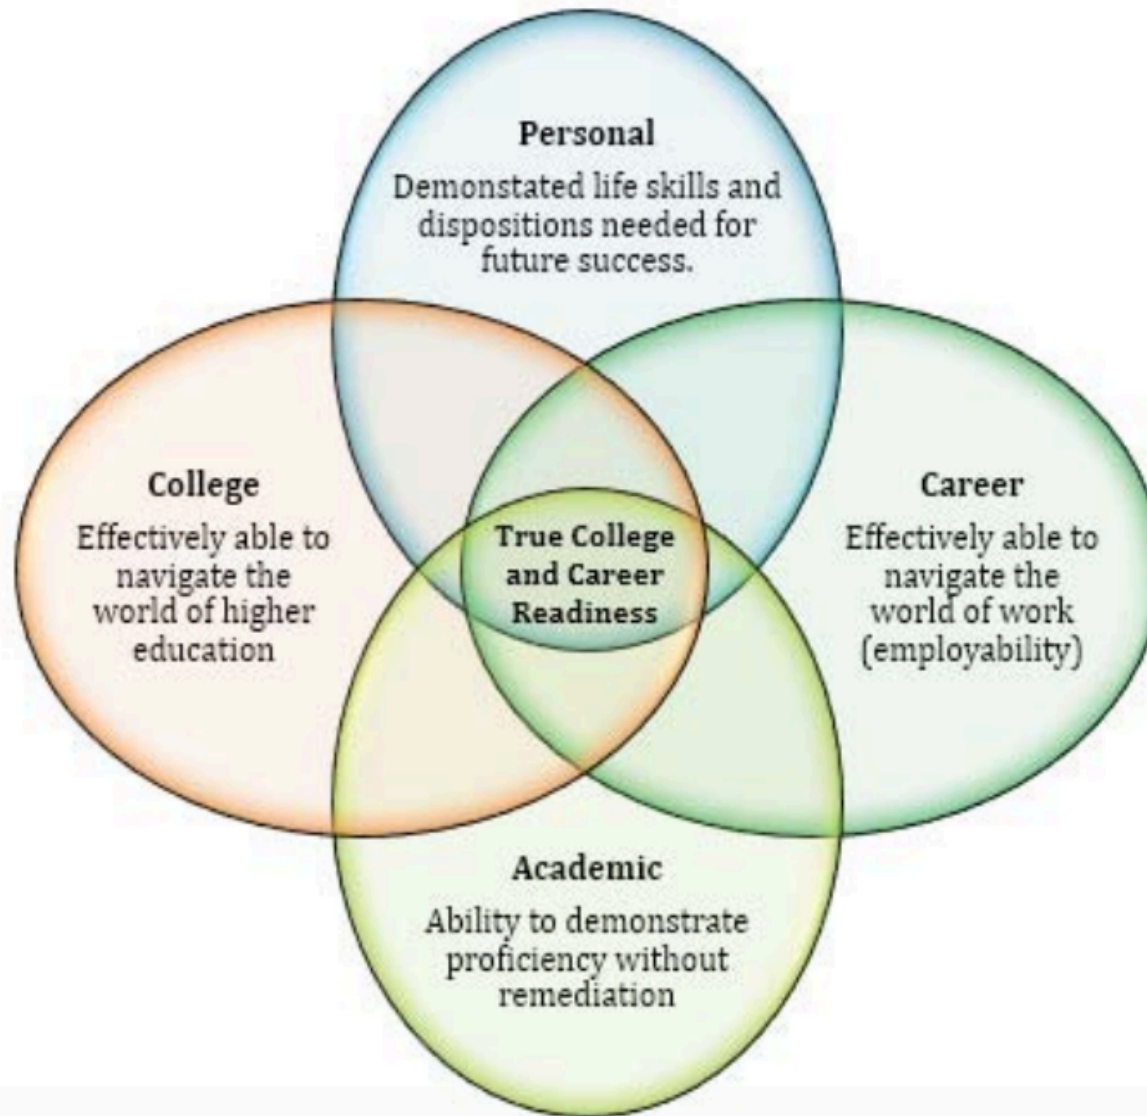 Personal
Demonstated life skills and
dispositions needed for
future success.
College
Effectively able to
navigate the
world of higher
education
True College
and Career
Readiness
Career
Effectively able to
navigate the
world of work
(employability)
Academic
Ability to demonstrate
proficiency without
remediation